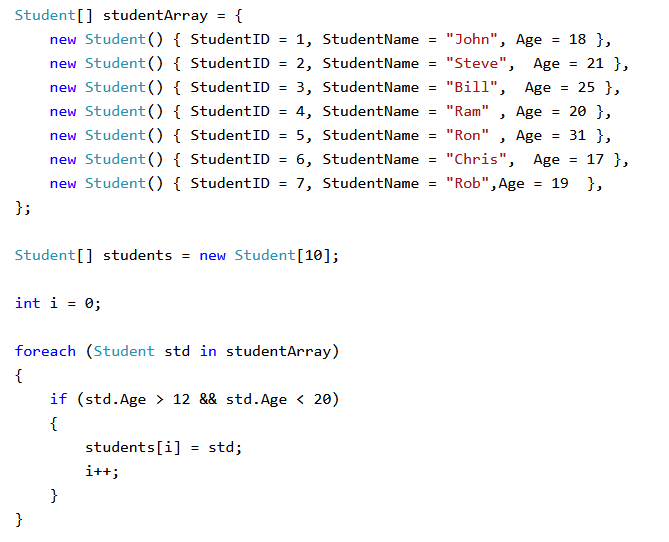 Student[] studentArray = {
    new Student() { StudentID = 1, StudentName = "John", Age = 18 },
    new Student() { StudentID = 2, StudentName = "Steve",  Age = 21 },
    new Student() { StudentID = 3, StudentName = "Bill",  Age = 25 },
    new Student() { StudentID = 4, StudentName = "Ram" , Age = 20 },
    new Student() { StudentID = 5, StudentName = "Ron" , Age = 31 },
    new Student() { StudentID = 6, StudentName = "Chris",  Age = 17 },
    new Student() { StudentID = 7, StudentName = "Rob",Age = 19  },
};
Student[] students = new Student[10];
int i = 0;
foreach (Student std in studentArray)
{
    if (std.Age > 12 && std.Age < 20)
    {
        students[i] = std;
        i++;
    }
}